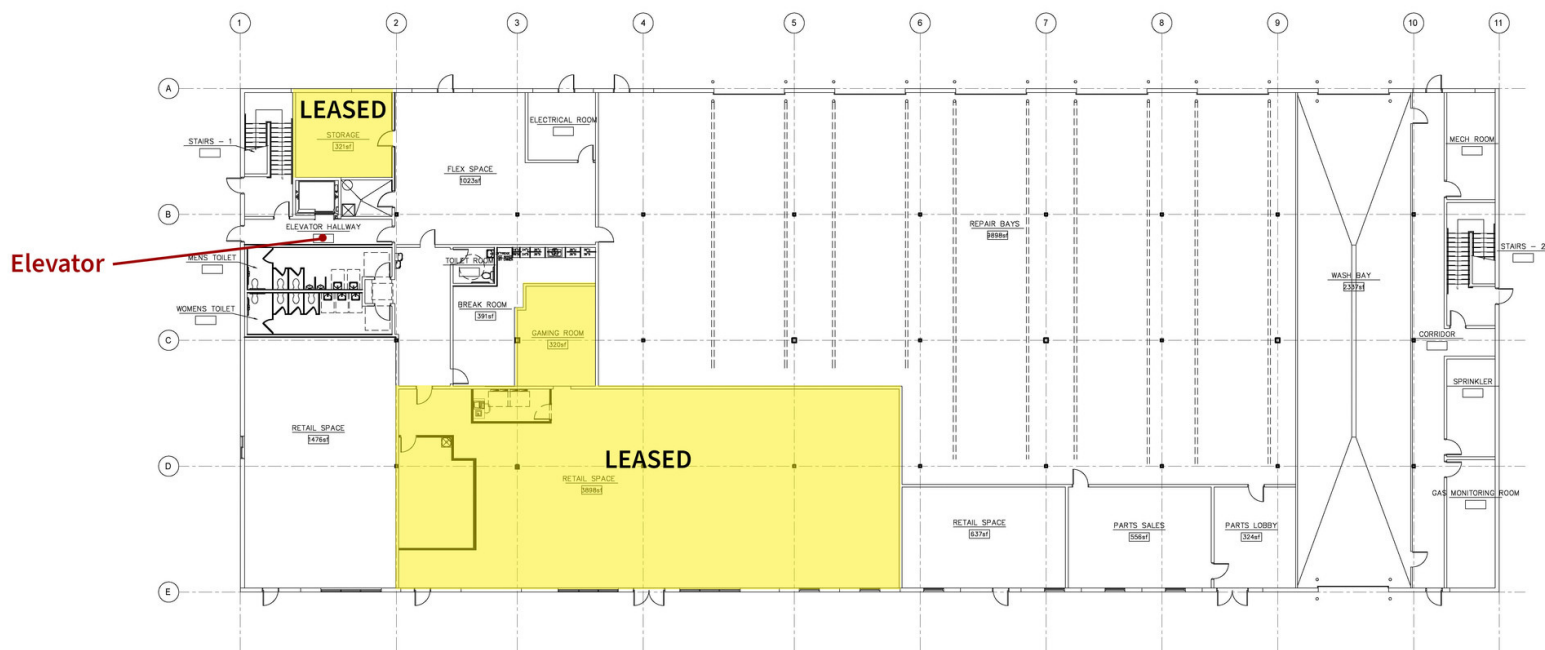 1 2 3 4 5 6 7 8 9 10 11
A
LEASED
STORAGE
321sf
ELECTRICAL ROOM
STAIRS - 1
MECH ROOM
FLEX SPACE
1023sf
B
ELEVATOR HALLWAY
REPAIR BAYS
9898sf
STAIRS - 2
Elevator
MENS TOILET
TOILET ROOM
WASH BAY
2337sf
WOMENS TOILET
BREAK ROOM
391sf
GAMING ROOM
320sf
C
CORRIDOR
SPRINKLER
RETAIL SPACE
1476sf
LEASED
D
RETAIL SPACE
3898sf
GAS MONITORING ROOM
RETAIL SPACE
637sf
PARTS SALES
556sf
PARTS LOBBY
324sf
E